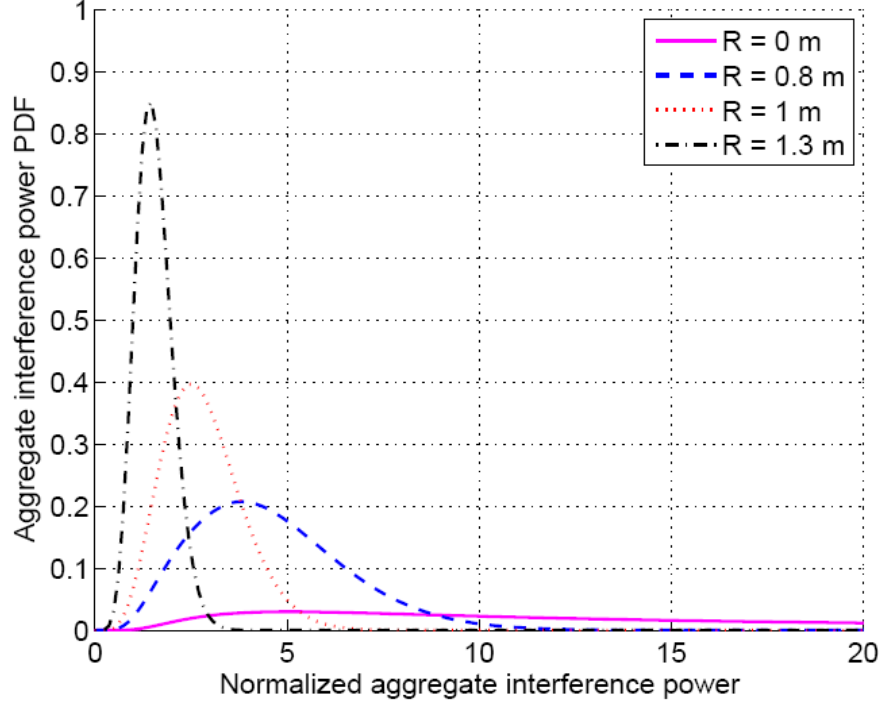 1
0.9
0.8
0.7
0.6
0.5
0.4
0.3
0.2
0.1
0
Aggregate interference power PDF
R = 0 m
R = 0.8 m
R = 1 m
R = 1.3 m
0 5 10 15 20
Normalized aggregate interference power